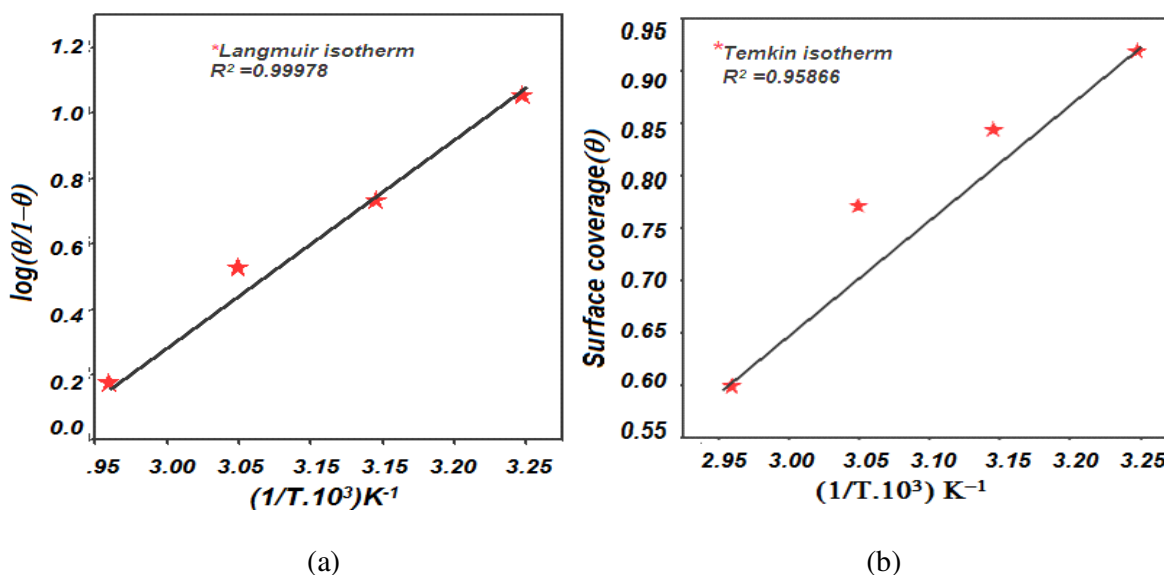 *Langmuir isotherm
R² =0.99978
1.2
1.0
0.8
0.6
0.4
0.2
0.0
log(θ/1−θ)
.95 3.00 3.05 3.15 3.15 3.20 3.25
(1/T.10³)K⁻¹
(a)
*Temkin isotherm
R² =0.95866
0.95
0.90
0.85
0.80
0.75
0.70
0.65
0.60
0.55
Surface coverage(θ)
2.95 3.00 3.05 3.10 3.15 3.20 3.25
(1/T.10³) K⁻¹
(b)